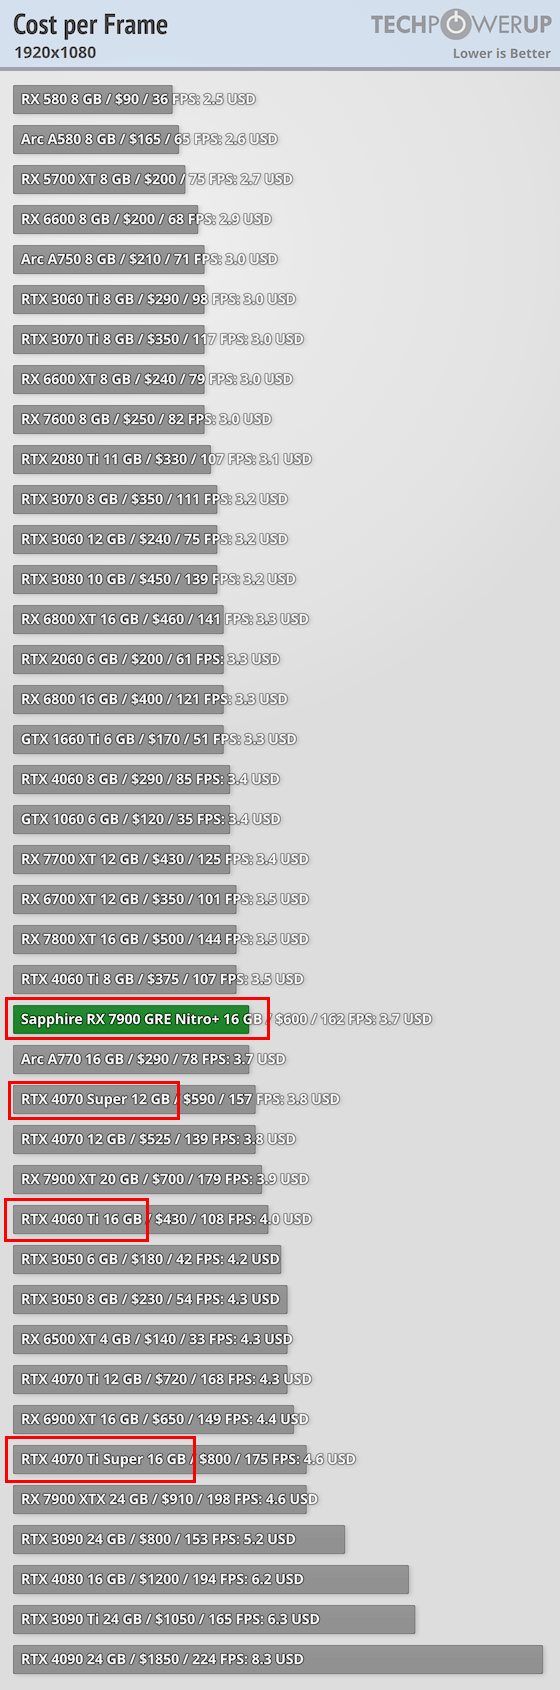 Cost per Frame
TECHPOWERUP
1920x1080
Lower is Better
RX 580 8 GB / $90 / 36 FPS: 2.5 USD
Arc A580 8 GB / $165 / 65 FPS: 2.6 USD
RX 5700 XT 8 GB / $200 / 75 FPS: 2.7 USD
RX 6600 8 GB / $200 / 68 FPS: 2.9 USD
Arc A750 8 GB / $210 / 71 FPS: 3.0 USD
RTX 3060 Ti 8 GB / $290 / 98 FPS: 3.0 USD
RTX 3070 Ti 8 GB / $350 / 117 FPS: 3.0 USD
RX 6600 XT 8 GB / $240 / 79 FPS: 3.0 USD
RX 7600 8 GB / $250 / 82 FPS: 3.0 USD
RTX 2080 Ti 11 GB / $330 / 107 FPS: 3.1 USD
RTX 3070 8 GB / $350 / 111 FPS: 3.2 USD
RTX 3060 12 GB / $240 / 75 FPS: 3.2 USD
RTX 3080 10 GB / $450 / 139 FPS: 3.2 USD
RX 6800 XT 16 GB / $460 / 141 FPS: 3.3 USD
RTX 2060 6 GB / $200 / 61 FPS: 3.3 USD
RX 6800 16 GB / $400 / 121 FPS: 3.3 USD
GTX 1660 Ti 6 GB / $170 / 51 FPS: 3.3 USD
RTX 4060 8 GB / $290 / 85 FPS: 3.4 USD
GTX 1060 6 GB / $120 / 35 FPS: 3.4 USD
RX 7700 XT 12 GB / $430 / 125 FPS: 3.4 USD
RX 6700 XT 12 GB / $350 / 101 FPS: 3.5 USD
RX 7800 XT 16 GB / $500 / 144 FPS: 3.5 USD
RTX 4060 Ti 8 GB / $375 / 107 FPS: 3.5 USD
Sapphire RX 7900 GRE Nitro+ 16 GB / $600 / 162 FPS: 3.7 USD
Arc A770 16 GB / $290 / 78 FPS: 3.7 USD
RTX 4070 Super 12 GB / $590 / 157 FPS: 3.8 USD
RTX 4070 12 GB / $525 / 139 FPS: 3.8 USD
RX 7900 XT 20 GB / $700 / 179 FPS: 3.9 USD
RTX 4060 Ti 16 GB / $430 / 108 FPS: 4.0 USD
RTX 3050 6 GB / $180 / 42 FPS: 4.2 USD
RTX 3050 8 GB / $230 / 54 FPS: 4.3 USD
RX 6500 XT 4 GB / $140 / 33 FPS: 4.3 USD
RTX 4070 Ti 12 GB / $720 / 168 FPS: 4.3 USD
RX 6900 XT 16 GB / $650 / 149 FPS: 4.4 USD
RTX 4070 Ti Super 16 GB / $800 / 175 FPS: 4.6 USD
RX 7900 XTX 24 GB / $910 / 198 FPS: 4.6 USD
RTX 3090 24 GB / $800 / 153 FPS: 5.2 USD
RTX 4080 16 GB / $1200 / 194 FPS: 6.2 USD
RTX 3090 Ti 24 GB / $1050 / 165 FPS: 6.3 USD
RTX 4090 24 GB / $1850 / 224 FPS: 8.3 USD